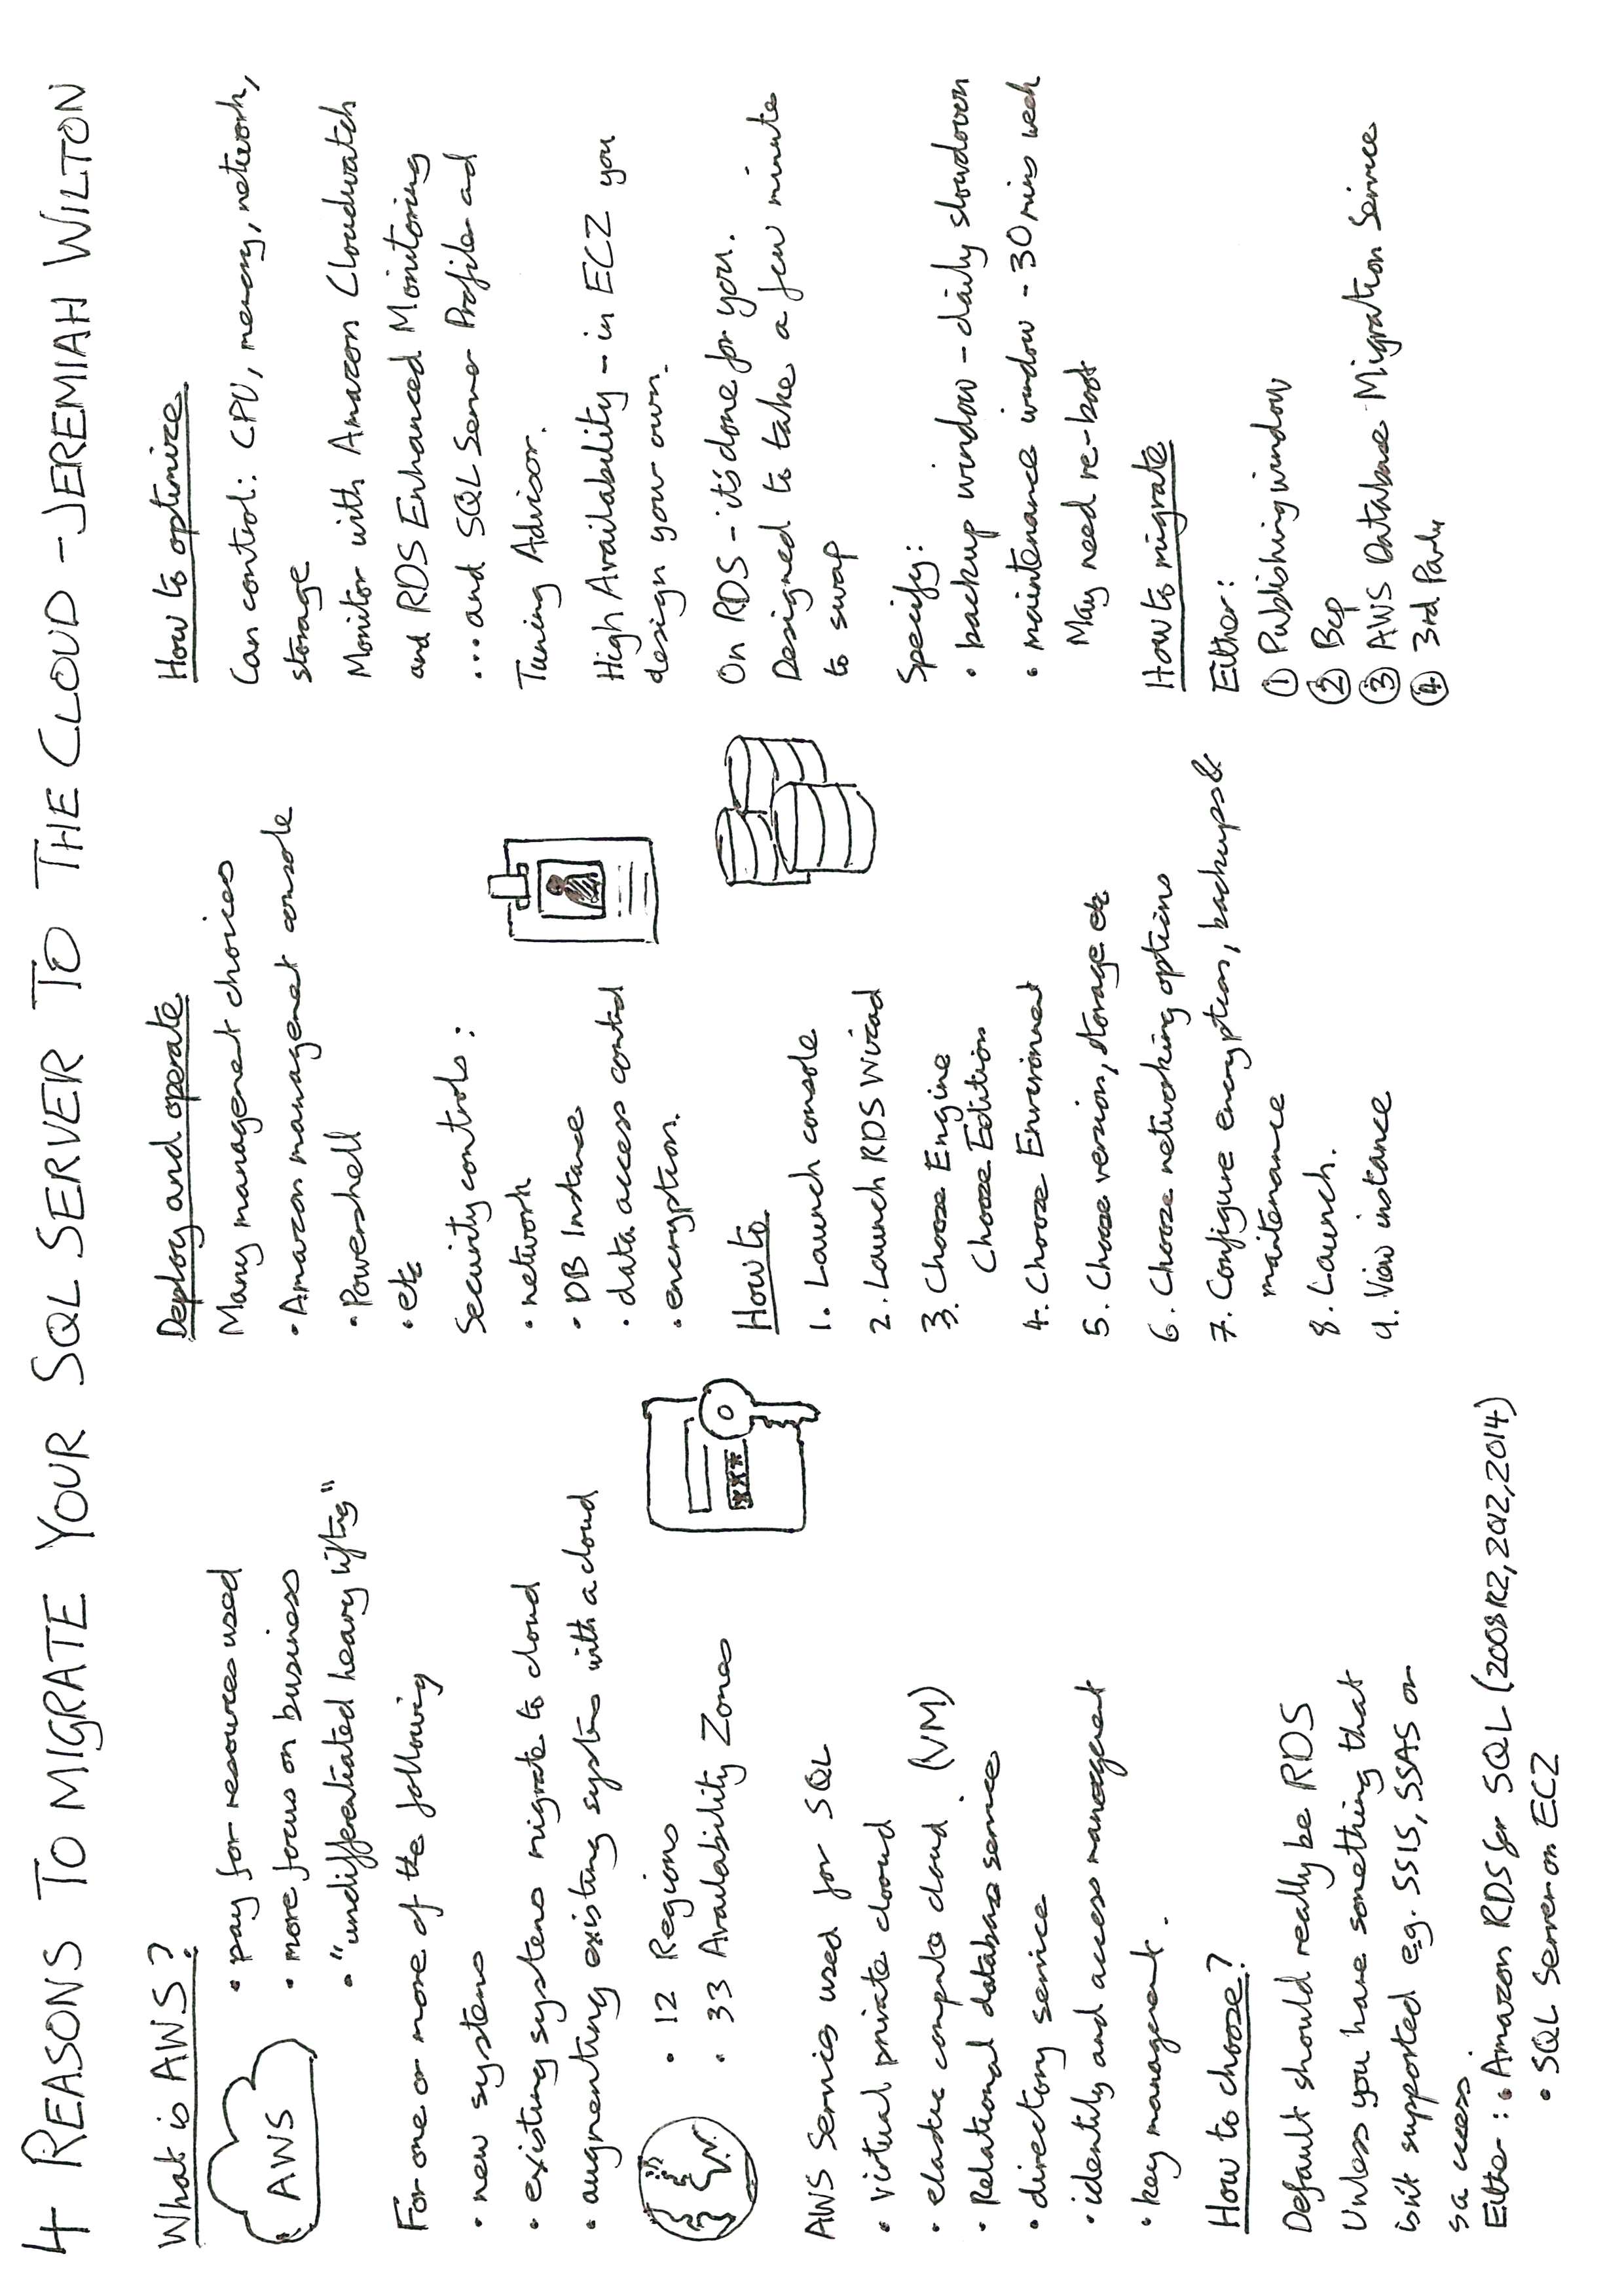 4 REASONS TO MIGRATE YOUR SQL SERVER TO THE CLOUD - JEREMIAH WILTON
What is AWS?
AWS
• pay for resources used
• more focus on business
• "undifferentiated heavy lifting"
For one or more of the following
• new systems
• existing systems migrate to cloud
• augmenting existing systems with a cloud
• 12 Regions
• 33 Availability Zones
AWS Services used for SQL
• virtual private cloud
• elastic compute cloud (VM)
• Relational database service
• directory service
• identity and access management
• key management.
How to choose?
Default should really be RDS
Unless you have something that
isn't supported e.g. SSIS, SSAS or
sa access
Either: • Amazon RDS for SQL (2008R2, 2012, 2014)
• SQL Server on EC2
Deploy and operate
Many management choices
• Amazon management console
• Powershell
• etc
Security controls:
• network
• DB Instance
• data access control
• encryption.
***
How to
1. Launch console
2. Launch RDS Wizard
3. Choose Engine
Choose Edition
4. Choose Environment
5. Choose version, storage etc
6. Choose networking options
7. Configure encryption, backups &
maintenance
8. Launch.
9. View instance
How to optimize
Can control: CPU, memory, network,
storage
Monitor with Amazon Cloudwatch
and RDS Enhanced Monitoring
... and SQL Server Profiler and
Tuning Advisor.
High Availability - in EC2 you
design your own.
On RDS - it's done for you.
Designed to take a few minute
to swap
Specify:
• backup window - daily slowdown
• maintenance window - 30 mins week
May need re-boot
How to migrate
Either:
① Publishing window
② Bcp
③ AWS Database Migration Service
④ 3rd Party